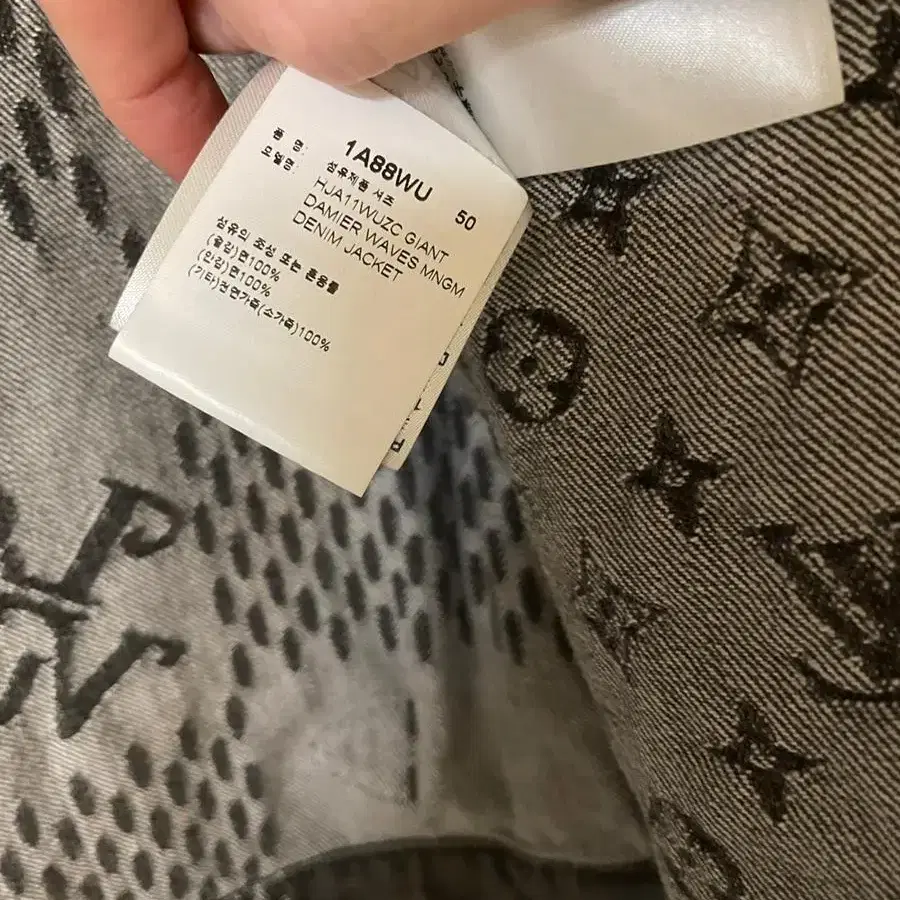 1A88WU 50
품 명: 섬유제품 셔츠
모델명: HJA11WUZC GIANT
DAMIER WAVES MNGM
DENIM JACKET
섬유의 조성 또는 혼용률
(겉감)면100%
(안감)면100%
(기타)천연가죽(소가죽)100%